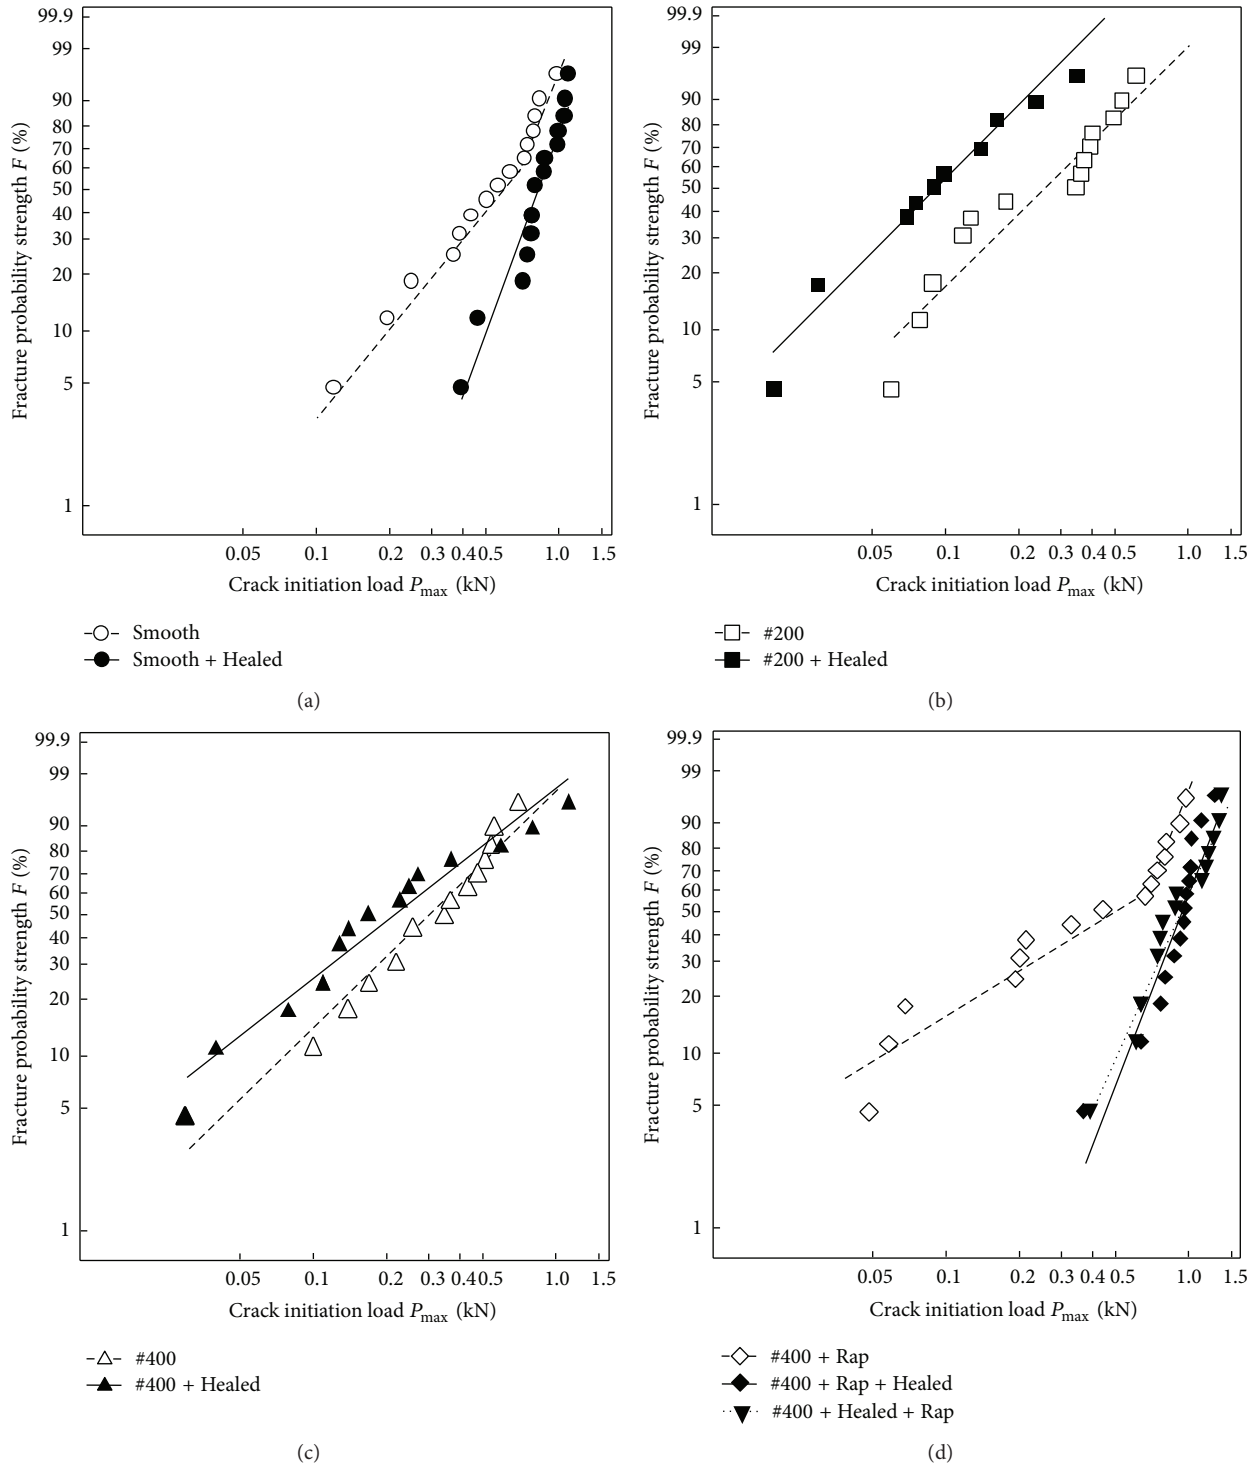 99.9
99
90
80
70
60
50
40
30
20
10
5
1
Fracture probability strength F (%)
0.05 0.1 0.2 0.3 0.4 0.5 1.0 1.5
Crack initiation load Pmax (kN)
Smooth
Smooth + Healed
(a)
99.9
99
90
80
70
60
50
40
30
20
10
5
1
Fracture probability strength F (%)
0.05 0.1 0.2 0.3 0.4 0.5 1.0 1.5
Crack initiation load Pmax (kN)
#200
#200 + Healed
(b)
99.9
99
90
80
70
60
50
40
30
20
10
5
1
Fracture probability strength F (%)
0.05 0.1 0.2 0.3 0.4 0.5 1.0 1.5
Crack initiation load Pmax (kN)
#400
#400 + Healed
(c)
99.9
99
90
80
70
60
50
40
30
20
10
5
1
Fracture probability strength F (%)
0.05 0.1 0.2 0.3 0.4 0.5 1.0 1.5
Crack initiation load Pmax (kN)
#400 + Rap
#400 + Rap + Healed
#400 + Healed + Rap
(d)